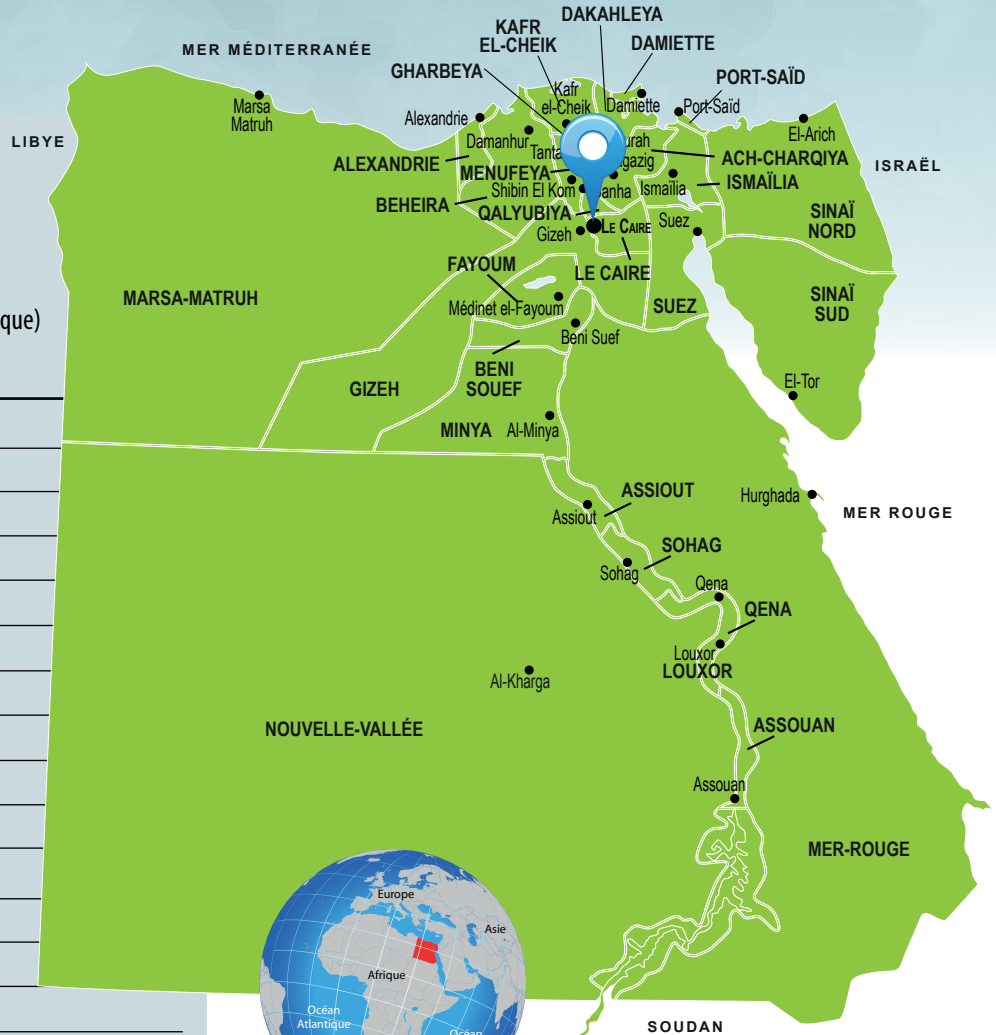 DAKAHLEYA
KAFR
EL-CHEIK
DAMIETTE
MER MÉDITERRANÉE
GHARBEYA
PORT-SAÏD
Kafr
el-Cheik
Damiette
Port-Saïd
Marsa
Matruh
Alexandrie
El-Arich
LIBYE
Damanhur
ALEXANDRIE
ACH-CHARQIYA
ISRAËL
MENUFEYA
ISMAÏLIA
Shibin El Kom
Ismaïlia
BEHEIRA
QALYUBIYA
SINAÏ
NORD
Gizeh
LE CAIRE
Suez
FAYOUM
LE CAIRE
MARSA-MATRUH
Médinet el-Fayoum
SUEZ
SINAÏ
SUD
que)
Beni Suef
GIZEH
BENI
SOUEF
El-Tor
MINYA
Al-Minya
ASSIOUT
Hurghada
Assiout
MER ROUGE
SOHAG
Sohag
Qena
QENA
Louxor
LOUXOR
Al-Kharga
NOUVELLE-VALLÉE
ASSOUAN
Assouan
MER-ROUGE
Europe
Asie
Afrique
Océan
Atlantique
Océan
SOUDAN